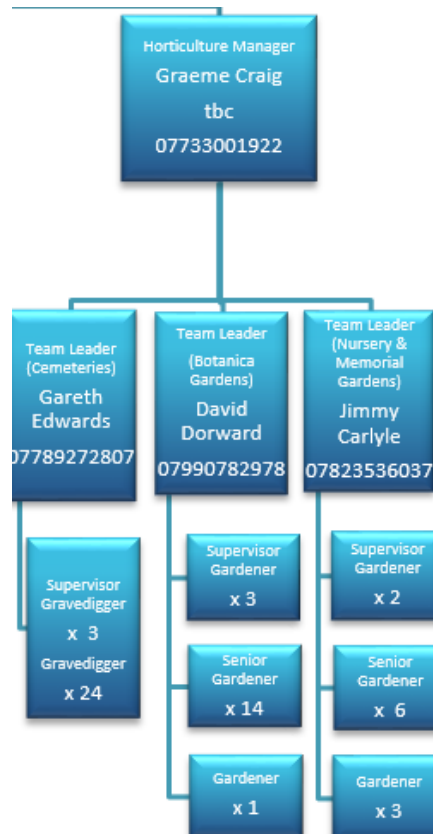 Horticulture Manager
Graeme Craig
tbc
07733001922
Team Leader
(Cemeteries)
Gareth
Edwards
07789272807
Team Leader
(Botanica
Gardens)
David
Dorward
07990782978
Team Leader
(Nursery &
Memorial
Gardens)
Jimmy
Carlyle
07823536037
Supervisor
Gravedigger
x 3
Gravedigger
x 24
Supervisor
Gardener
x 3
Senior
Gardener
x 14
Gardener
x 1
Supervisor
Gardener
x 2
Senior
Gardener
x 6
Gardener
x 3